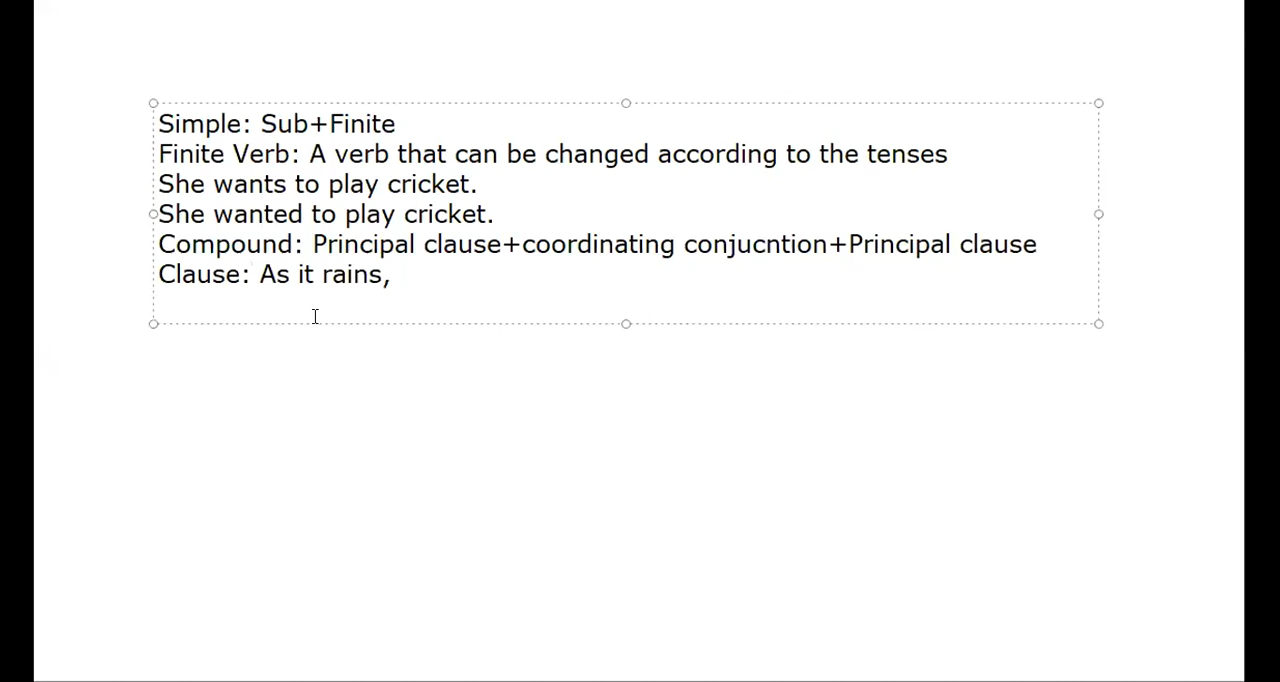 Simple: Sub+Finite
Finite Verb: A verb that can be changed according to the tenses
She wants to play cricket.
She wanted to play cricket.
Compound: Principal clause+coordinating conjucntion+Principal clause
Clause: As it rains,